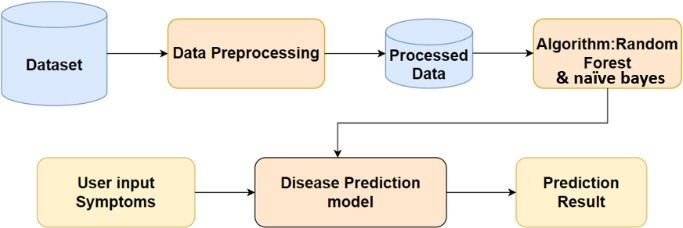 Dataset
Data Preprocessing
Processed
Data
Algorithm:Random
Forest
& naïve bayes
User input
Symptoms
Disease Prediction
model
Prediction
Result